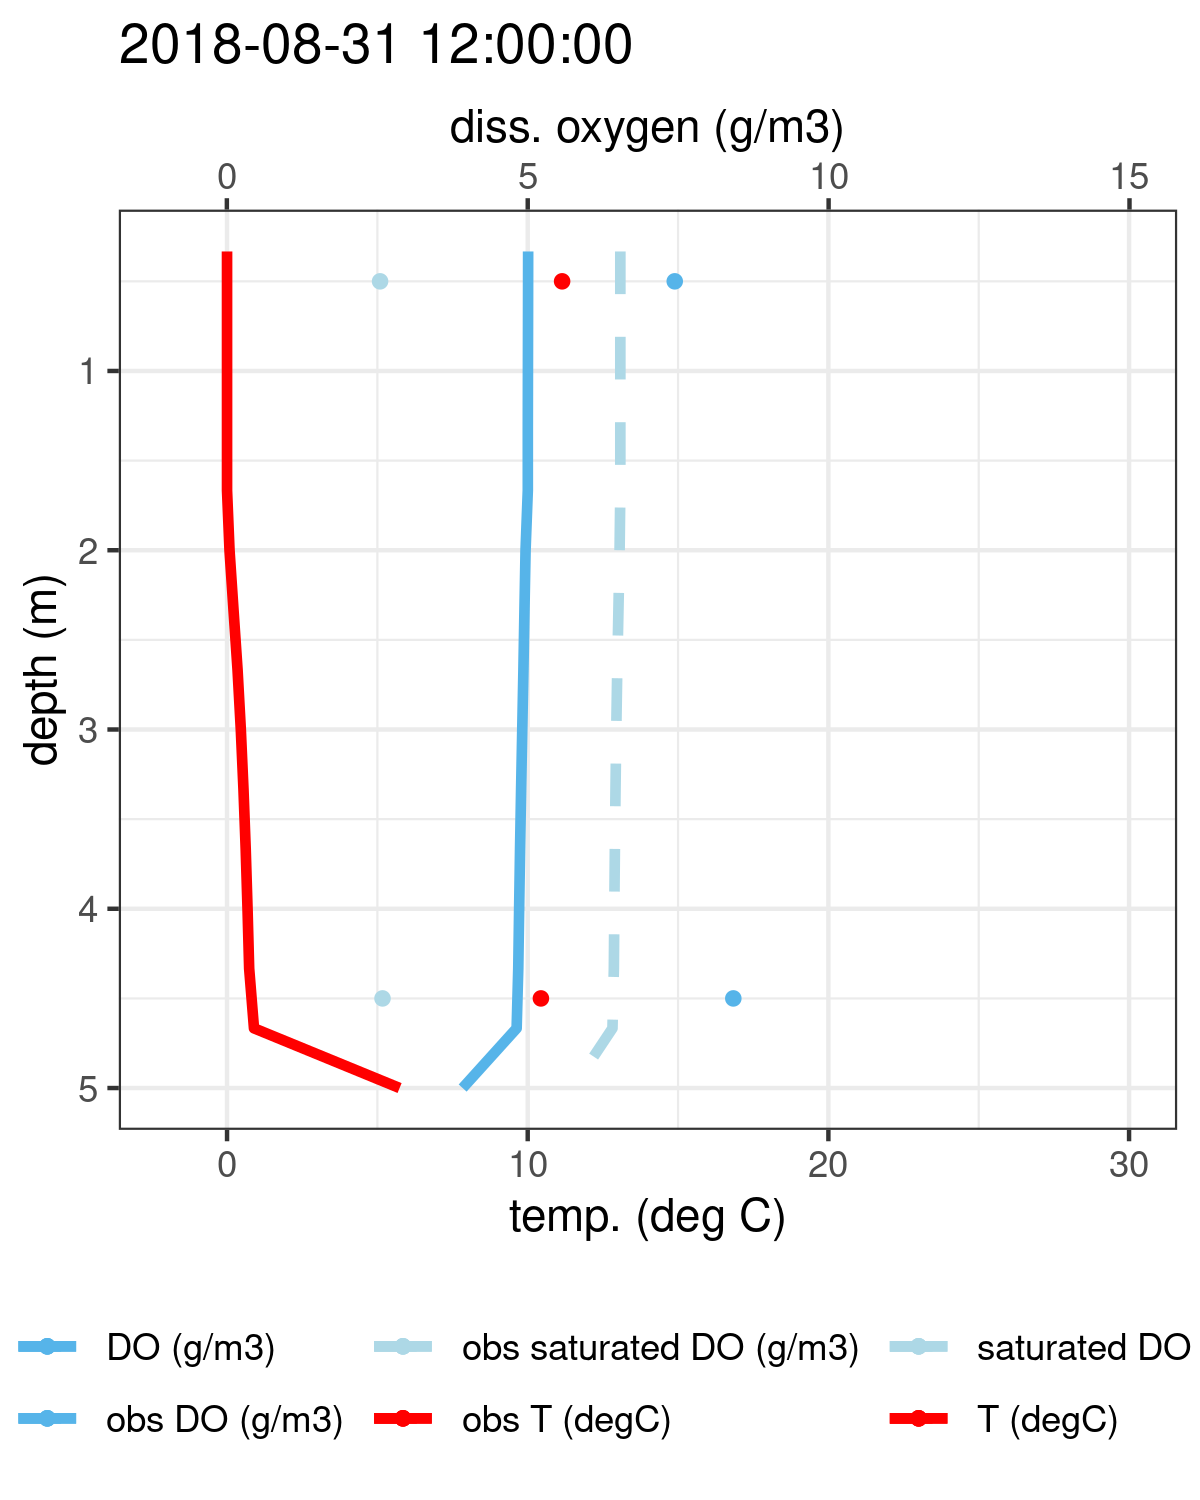 2018-08-31 12:00:00
diss. oxygen (g/m3)
0 5 10 15
1
2
3
4
5
depth (m)
0 10 20 30
temp. (deg C)
DO (g/m3) obs saturated DO (g/m3) saturated DO
obs DO (g/m3) obs T (degC) T (degC)